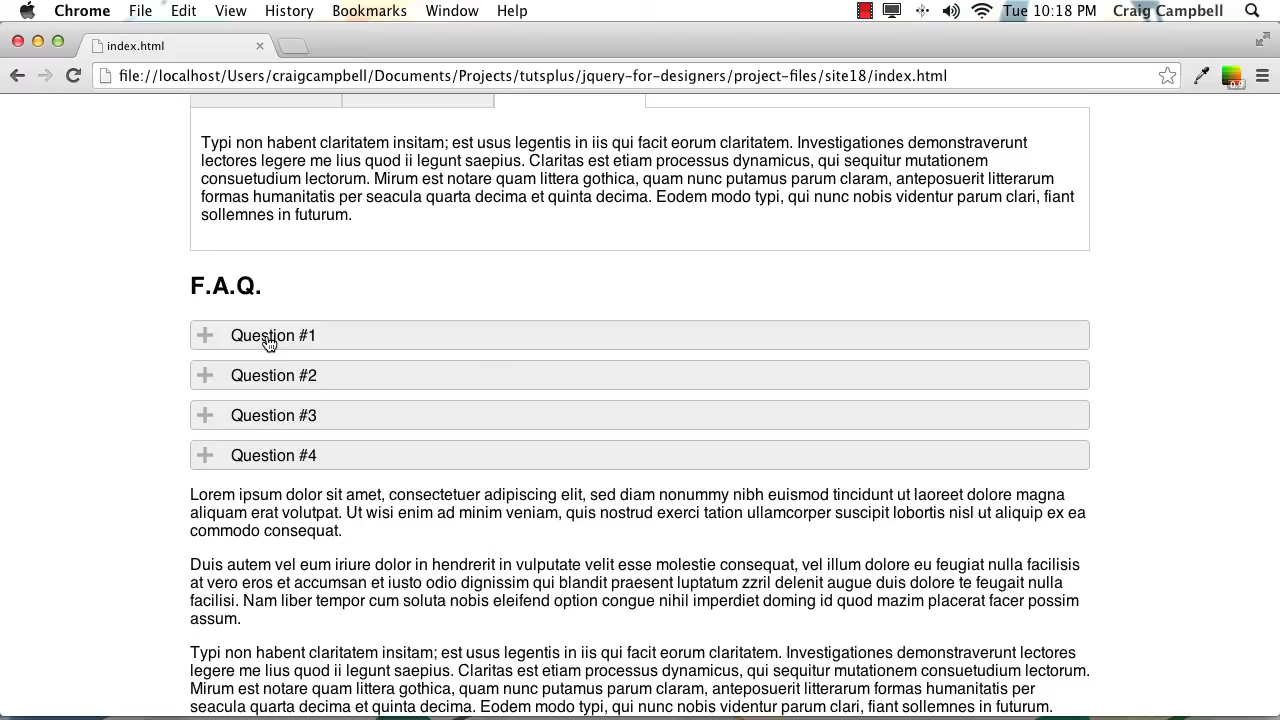 Chrome File Edit View History Bookmarks Window Help Tue 10:18 PM Craig Campbell
index.html
file://localhost/Users/craigcampbell/Documents/Projects/tutsplus/jquery-for-designers/project-files/site18/index.html
Typi non habent claritatem insitam; est usus legentis in iis qui facit eorum claritatem. Investigationes demonstraverunt
lectores legere me lius quod ii legunt saepius. Claritas est etiam processus dynamicus, qui sequitur mutationem
consuetudium lectorum. Mirum est notare quam littera gothica, quam nunc putamus parum claram, anteposuerit litterarum
formas humanitatis per seacula quarta decima et quinta decima. Eodem modo typi, qui nunc nobis videntur parum clari, fiant
sollemnes in futurum.
F.A.Q.
Question #1
Question #2
Question #3
Question #4
Lorem ipsum dolor sit amet, consectetuer adipiscing elit, sed diam nonummy nibh euismod tincidunt ut laoreet dolore magna
aliquam erat volutpat. Ut wisi enim ad minim veniam, quis nostrud exerci tation ullamcorper suscipit lobortis nisl ut aliquip ex ea
commodo consequat.
Duis autem vel eum iriure dolor in hendrerit in vulputate velit esse molestie consequat, vel illum dolore eu feugiat nulla facilisis
at vero eros et accumsan et iusto odio dignissim qui blandit praesent luptatum zzril delenit augue duis dolore te feugait nulla
facilisi. Nam liber tempor cum soluta nobis eleifend option congue nihil imperdiet doming id quod mazim placerat facer possim
assum.
Typi non habent claritatem insitam; est usus legentis in iis qui facit eorum claritatem. Investigationes demonstraverunt lectores
legere me lius quod ii legunt saepius. Claritas est etiam processus dynamicus, qui sequitur mutationem consuetudium lectorum.
Mirum est notare quam littera gothica, quam nunc putamus parum claram, anteposuerit litterarum formas humanitatis per
seacula quarta decima et quinta decima. Eodem modo typi, qui nunc nobis videntur parum clari, fiant sollemnes in futurum.